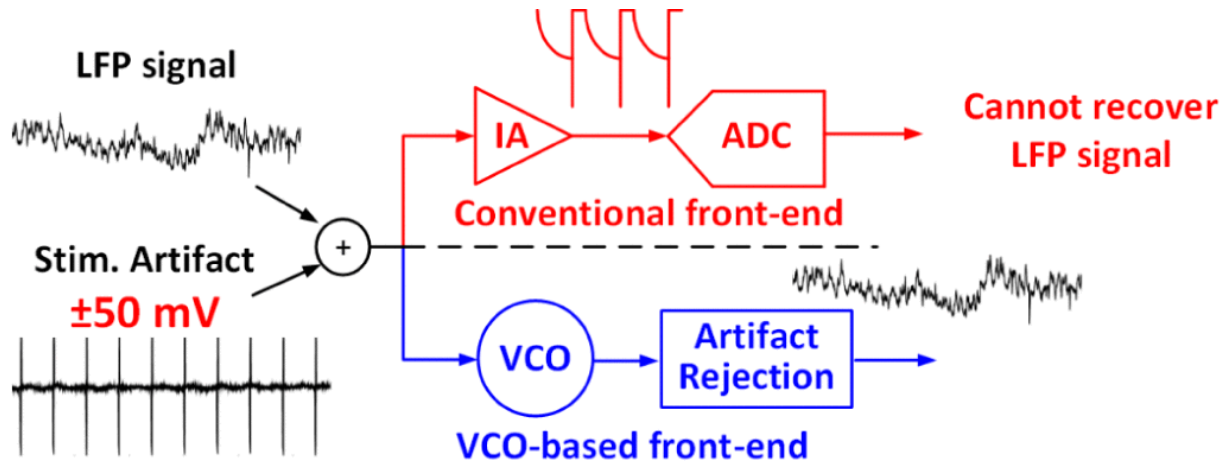 LFP signal
IA
ADC
Cannot recover
LFP signal
Conventional front-end
+
Stim. Artifact
±50 mV
VCO
Artifact
Rejection
VCO-based front-end